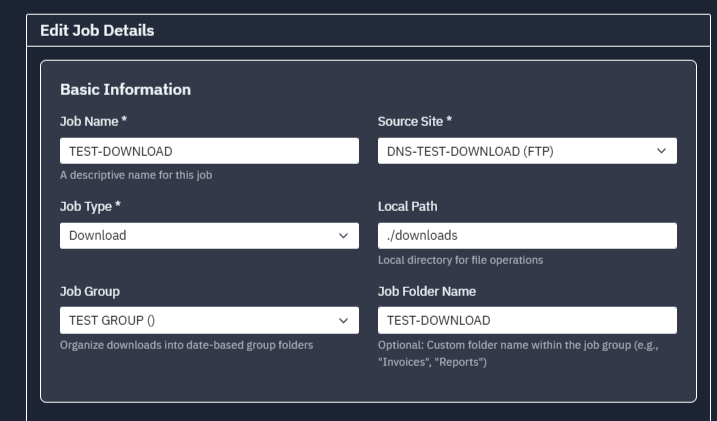 Edit Job Details
Basic Information
Job Name *
Source Site *
TEST-DOWNLOAD
DNS-TEST-DOWNLOAD (FTP)
A descriptive name for this job
Job Type *
Local Path
Download
./downloads
Local directory for file operations
Job Group
Job Folder Name
TEST GROUP ()
TEST-DOWNLOAD
Organize downloads into date-based group folders
Optional: Custom folder name within the job group (e.g.,
"Invoices", "Reports")